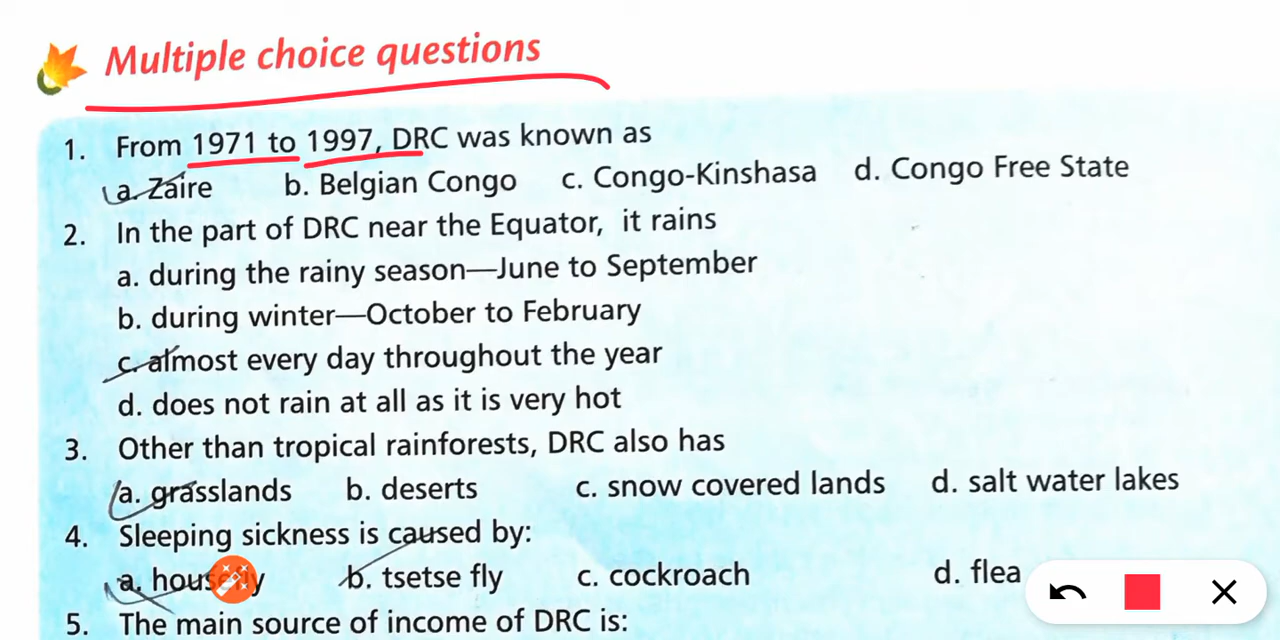 Multiple choice questions
1. From 1971 to 1997, DRC was known as
a. Zaire b. Belgian Congo c. Congo-Kinshasa d. Congo Free State
2. In the part of DRC near the Equator, it rains
a. during the rainy season—June to September
b. during winter—October to February
c. almost every day throughout the year
d. does not rain at all as it is very hot
3. Other than tropical rainforests, DRC also has
a. grasslands b. deserts c. snow covered lands d. salt water lakes
4. Sleeping sickness is caused by:
a. housefly b. tsetse fly c. cockroach d. flea
5. The main source of income of DRC is: